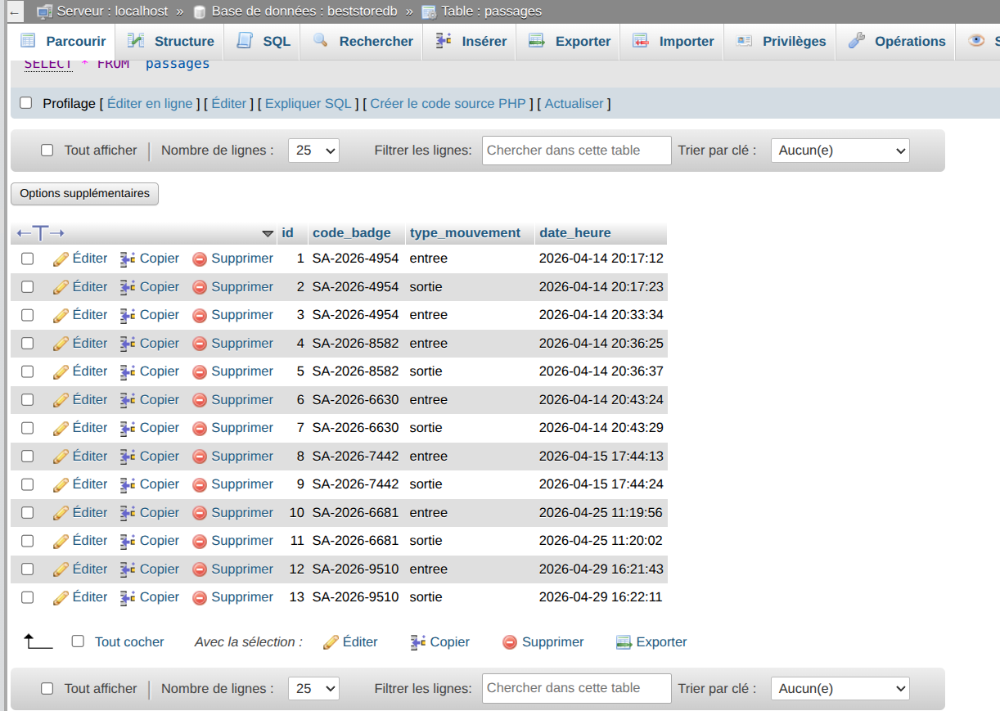 ← Serveur : localhost » Base de données : beststoredb » Table : passages
Parcourir Structure SQL Rechercher Insérer Exporter Importer Privilèges Opérations S
SELECT * FROM passages
Profilage [ Éditer en ligne ] [ Éditer ] [ Expliquer SQL ] [ Créer le code source PHP ] [ Actualiser ]
Tout afficher Nombre de lignes : 25 Filtrer les lignes: Chercher dans cette table Trier par clé : Aucun(e)
Options supplémentaires
←T→ id code_badge type_mouvement date_heure
Éditer Copier Supprimer 1 SA-2026-4954 entree 2026-04-14 20:17:12
Éditer Copier Supprimer 2 SA-2026-4954 sortie 2026-04-14 20:17:23
Éditer Copier Supprimer 3 SA-2026-4954 entree 2026-04-14 20:33:34
Éditer Copier Supprimer 4 SA-2026-8582 entree 2026-04-14 20:36:25
Éditer Copier Supprimer 5 SA-2026-8582 sortie 2026-04-14 20:36:37
Éditer Copier Supprimer 6 SA-2026-6630 entree 2026-04-14 20:43:24
Éditer Copier Supprimer 7 SA-2026-6630 sortie 2026-04-14 20:43:29
Éditer Copier Supprimer 8 SA-2026-7442 entree 2026-04-15 17:44:13
Éditer Copier Supprimer 9 SA-2026-7442 sortie 2026-04-15 17:44:24
Éditer Copier Supprimer 10 SA-2026-6681 entree 2026-04-25 11:19:56
Éditer Copier Supprimer 11 SA-2026-6681 sortie 2026-04-25 11:20:02
Éditer Copier Supprimer 12 SA-2026-9510 entree 2026-04-29 16:21:43
Éditer Copier Supprimer 13 SA-2026-9510 sortie 2026-04-29 16:22:11
Tout cocher Avec la sélection : Éditer Copier Supprimer Exporter
Tout afficher Nombre de lignes : 25 Filtrer les lignes: Chercher dans cette table Trier par clé : Aucun(e)